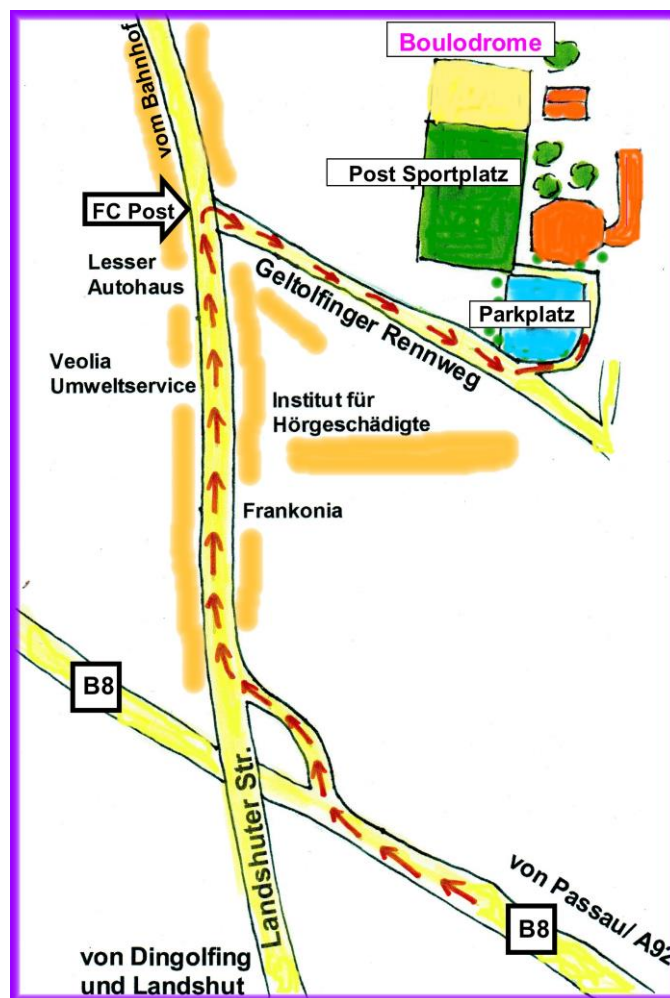 Boulodrome
vom Bahnhof
Post Sportplatz
FC Post
Lesser
Autohaus
Geltolfinger Rennweg
Parkplatz
Veolia
Umweltservice
Institut für
Hörgeschädigte
Frankonia
B8
Landshuter Str.
von Passau/ A92
B8
von Dingolfing
und Landshut